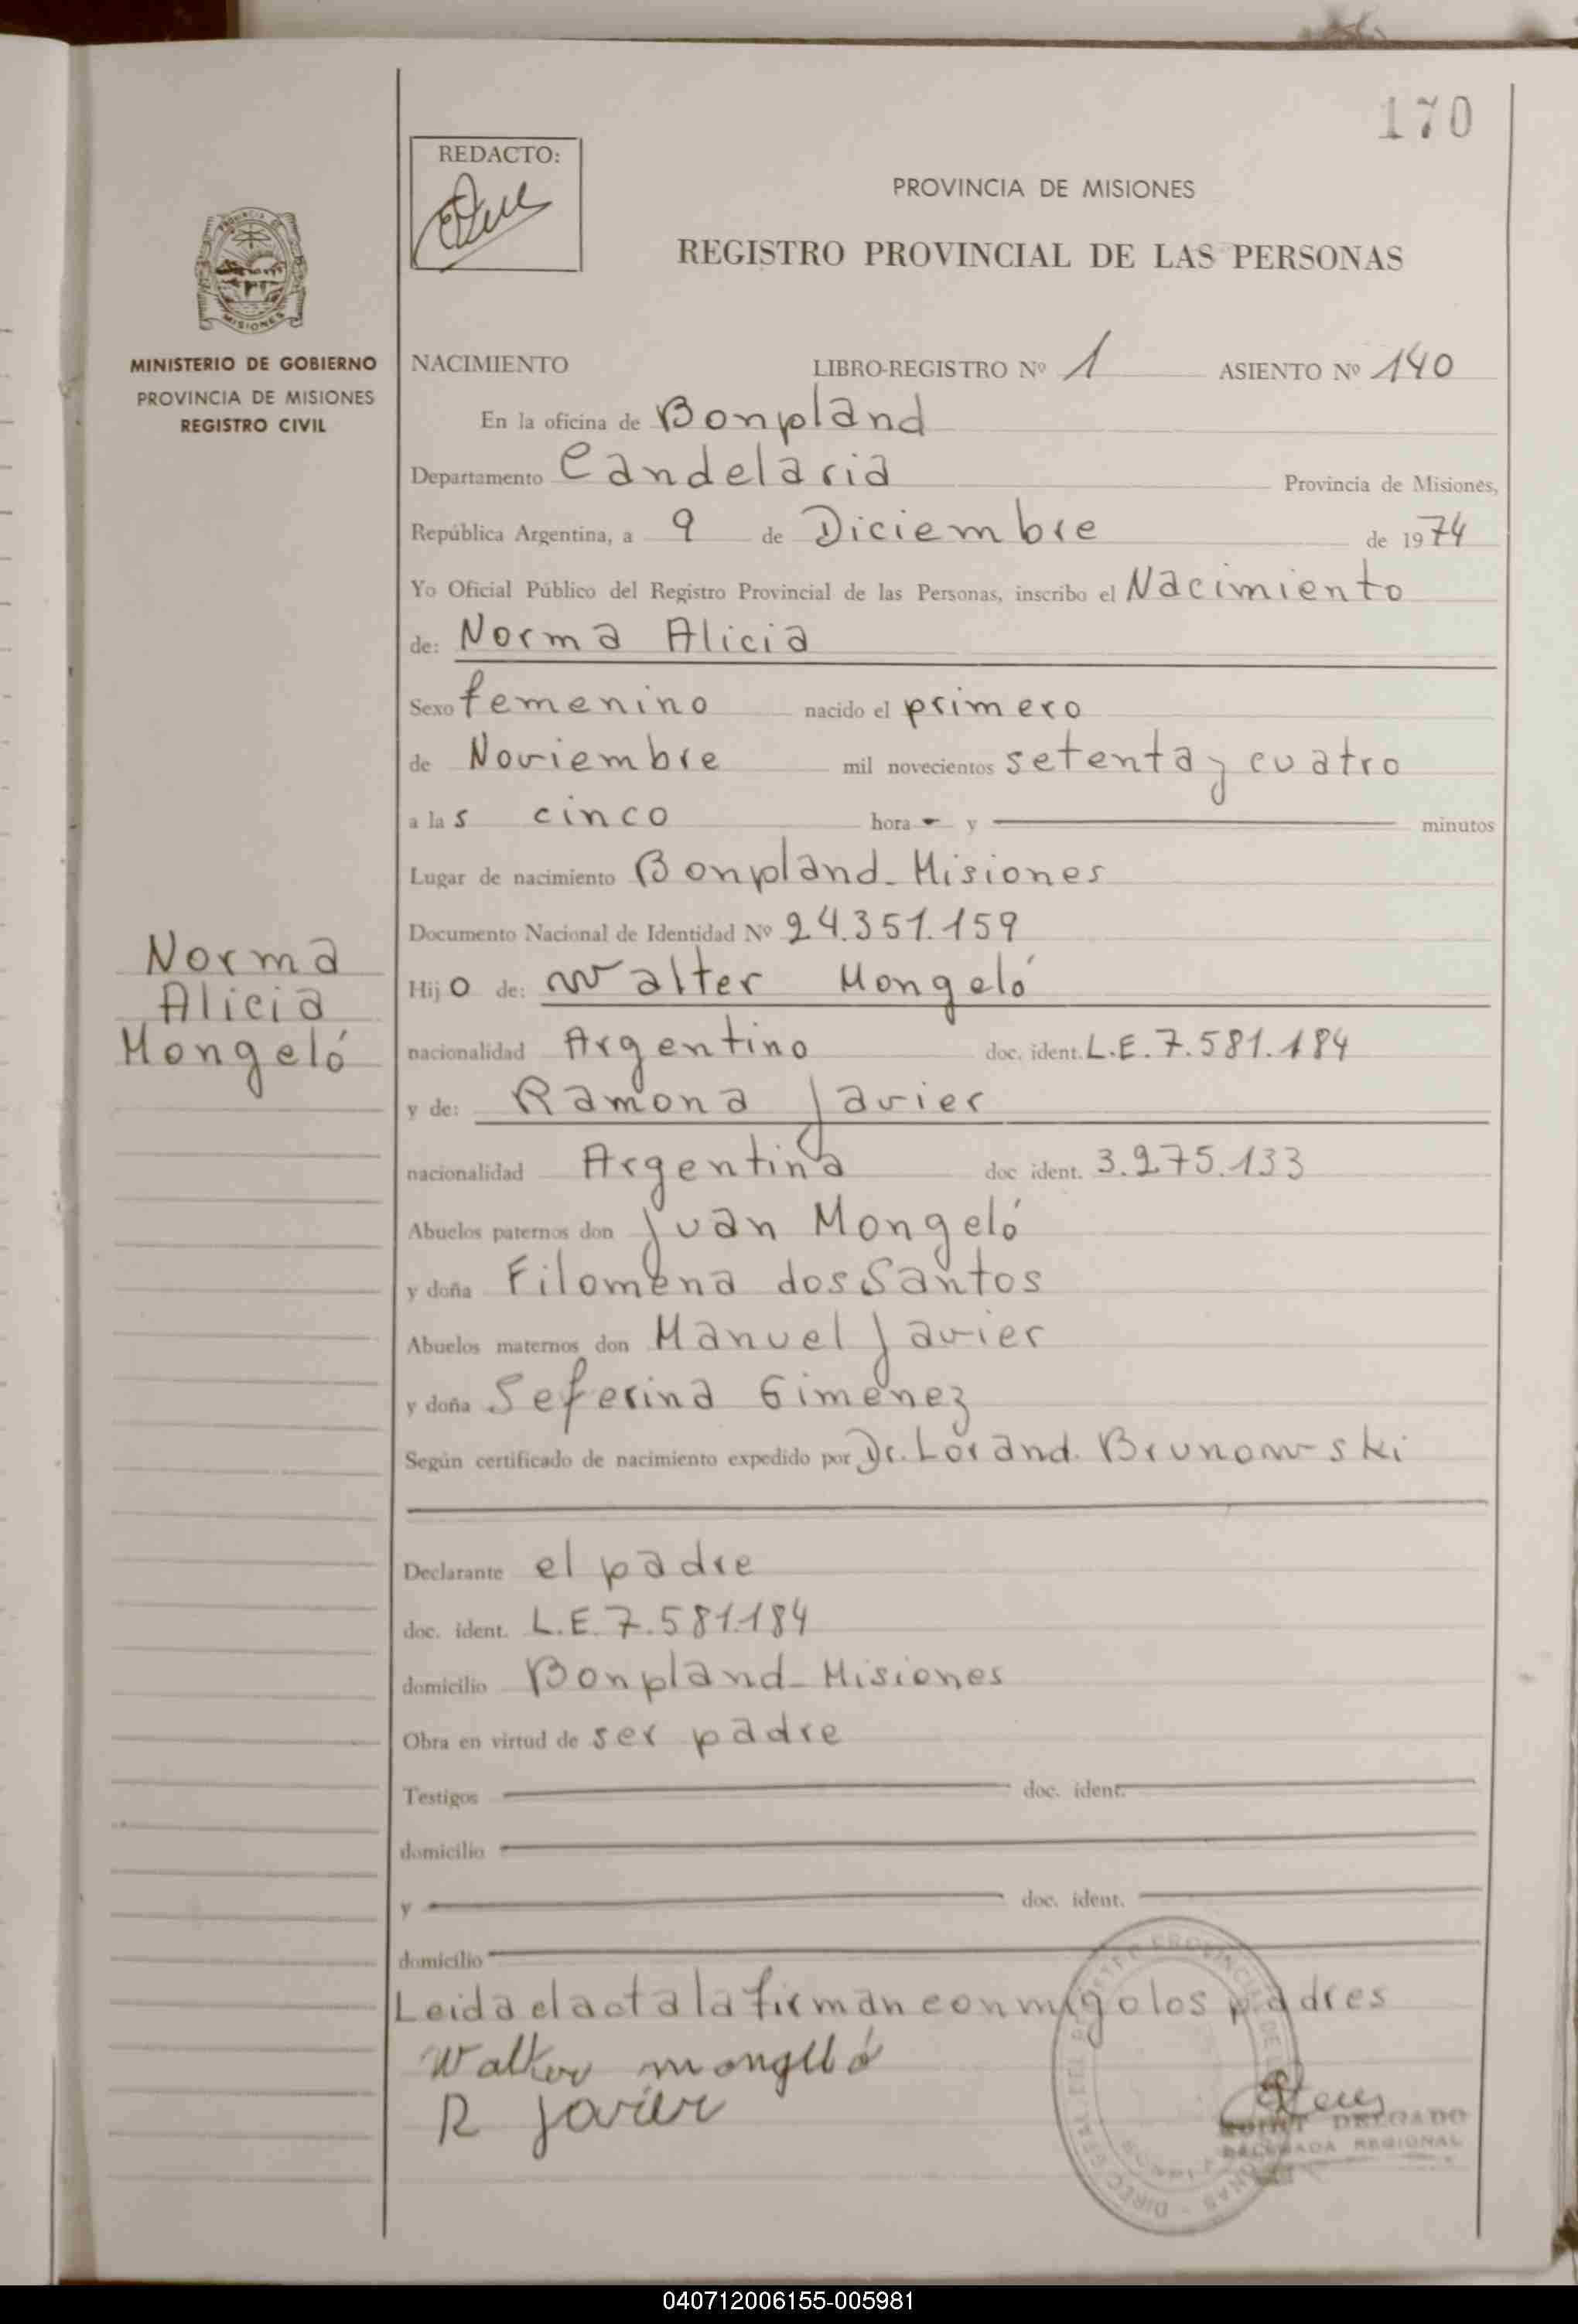 170
REDACTO:
PROVINCIA DE MISIONES
REGISTRO PROVINCIAL DE LAS PERSONAS
MISIONES
MINISTERIO DE GOBIERNO
PROVINCIA DE MISIONES
REGISTRO CIVIL
NACIMIENTO LIBRO-REGISTRO Nº 1 ASIENTO Nº 140
En la oficina de Bonpland
Departamento Candelaria Provincia de Misiones,
República Argentina, a 9 de Diciembre de 1974
Yo Oficial Público del Registro Provincial de las Personas, inscribo el Nacimiento
de: Norma Alicia
Sexo femenino nacido el primero
de Noviembre mil novecientos setenta y cuatro
a las cinco hora - y minutos
Lugar de nacimiento Bonpland - Misiones
Documento Nacional de Identidad Nº 24.351.159
Norma
Alicia
Mongeló
Hijo de: Walter Mongeló
nacionalidad Argentino doc. ident. L.E. 7.581.184
y de: Ramona Javier
nacionalidad Argentina doc ident. 3.275.133
Abuelos paternos don Juan Mongeló
y doña Filomena dos Santos
Abuelos maternos don Manuel Javier
y doña Seferina Gimenez
Según certificado de nacimiento expedido por Dr. Lorand. Brunowski
Declarante el padre
doc. ident. L.E. 7.581.184
domicilio Bonpland - Misiones
Obra en virtud de ser padre
Testigos doc. ident.
domicilio
y doc. ident.
domicilio
Leida el acta la firman conmigo los padres
Walter mongeló
R Javier
DELGADO
DELEGADA REGIONAL
040712006155-005981